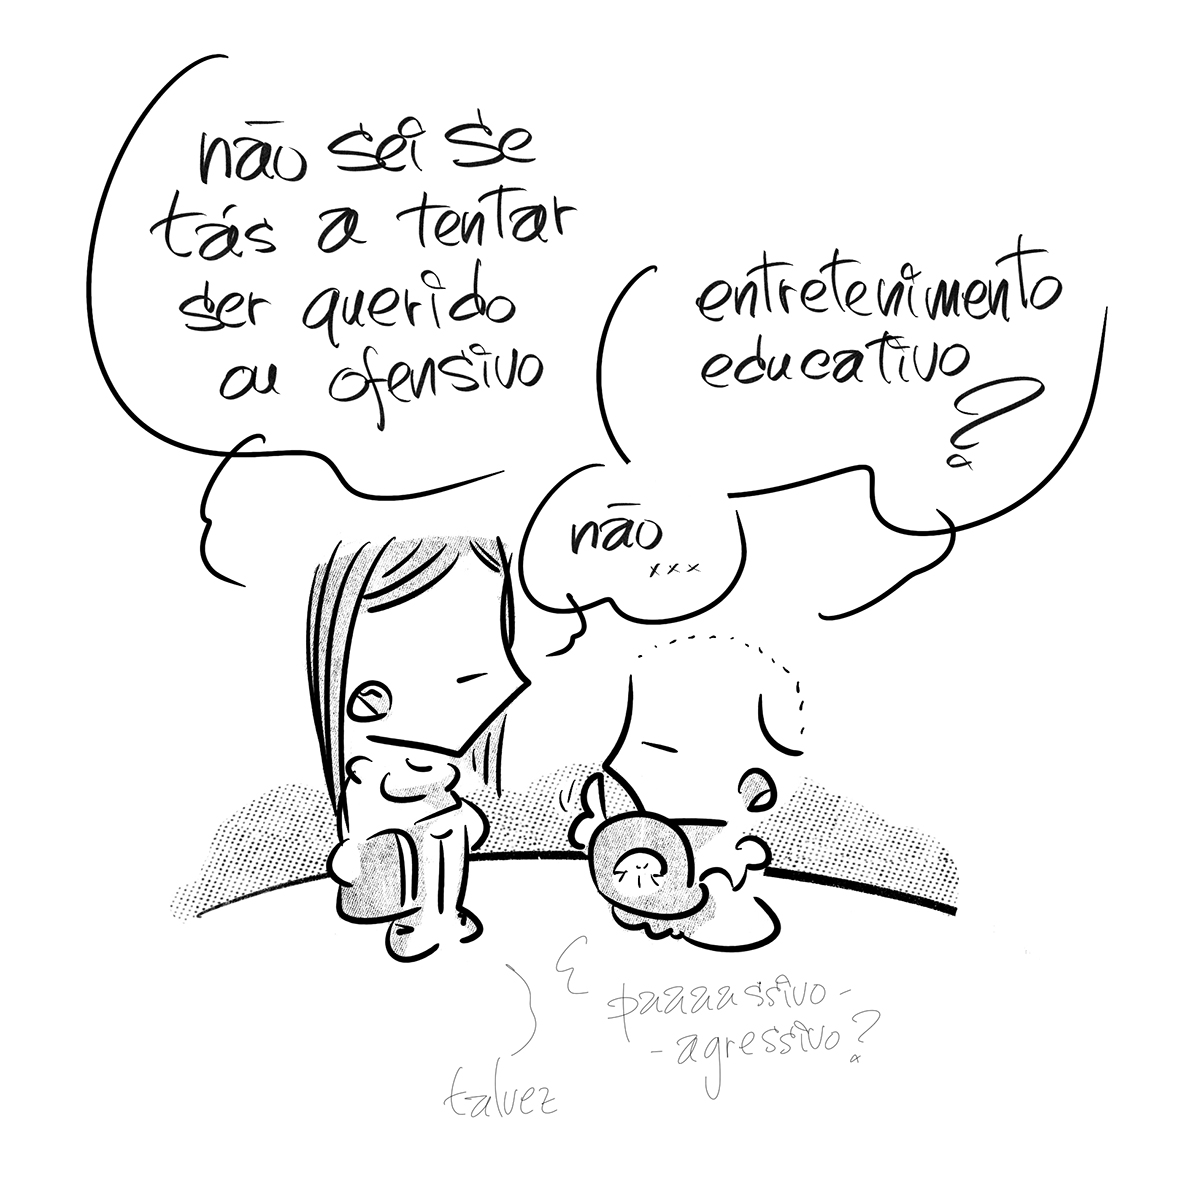 não sei se
tás a tentar
ser querido
ou ofensivo
entretenimento
educativo
?
não
...
paaaassivo-
-agressivo?
talvez